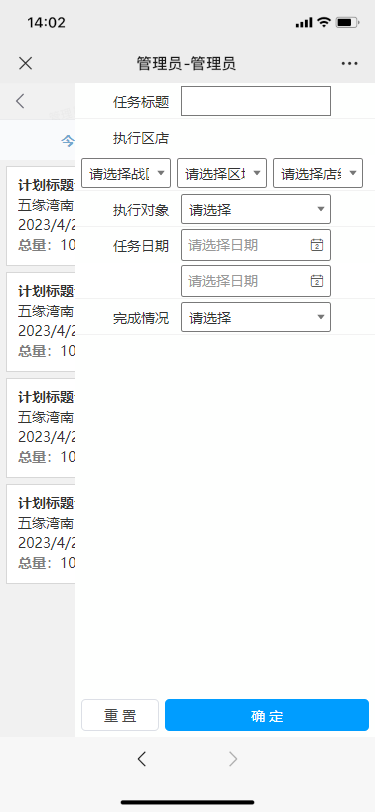 14:02
管理员-管理员
今
任务标题
执行区店
请选择战 请选择区 请选择店
执行对象 请选择
任务日期 请选择日期
请选择日期
完成情况 请选择
计划标题
五缘湾南
2023/4/2
总量：10
计划标题
五缘湾南
2023/4/2
总量：10
计划标题
五缘湾南
2023/4/2
总量：10
计划标题
五缘湾南
2023/4/2
总量：10
重 置 确 定